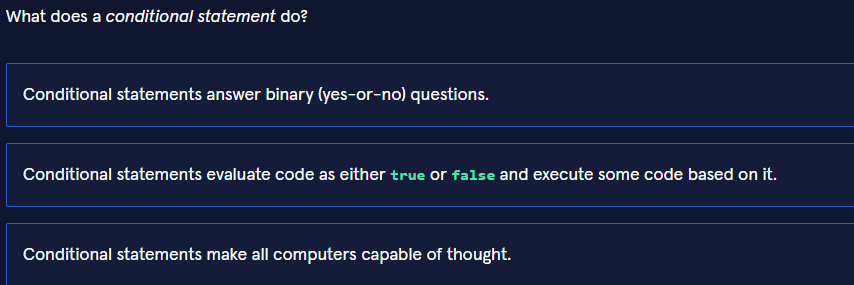 What does a conditional statement do?
Conditional statements answer binary (yes-or-no) questions.
Conditional statements evaluate code as either true or false and execute some code based on it.
Conditional statements make all computers capable of thought.